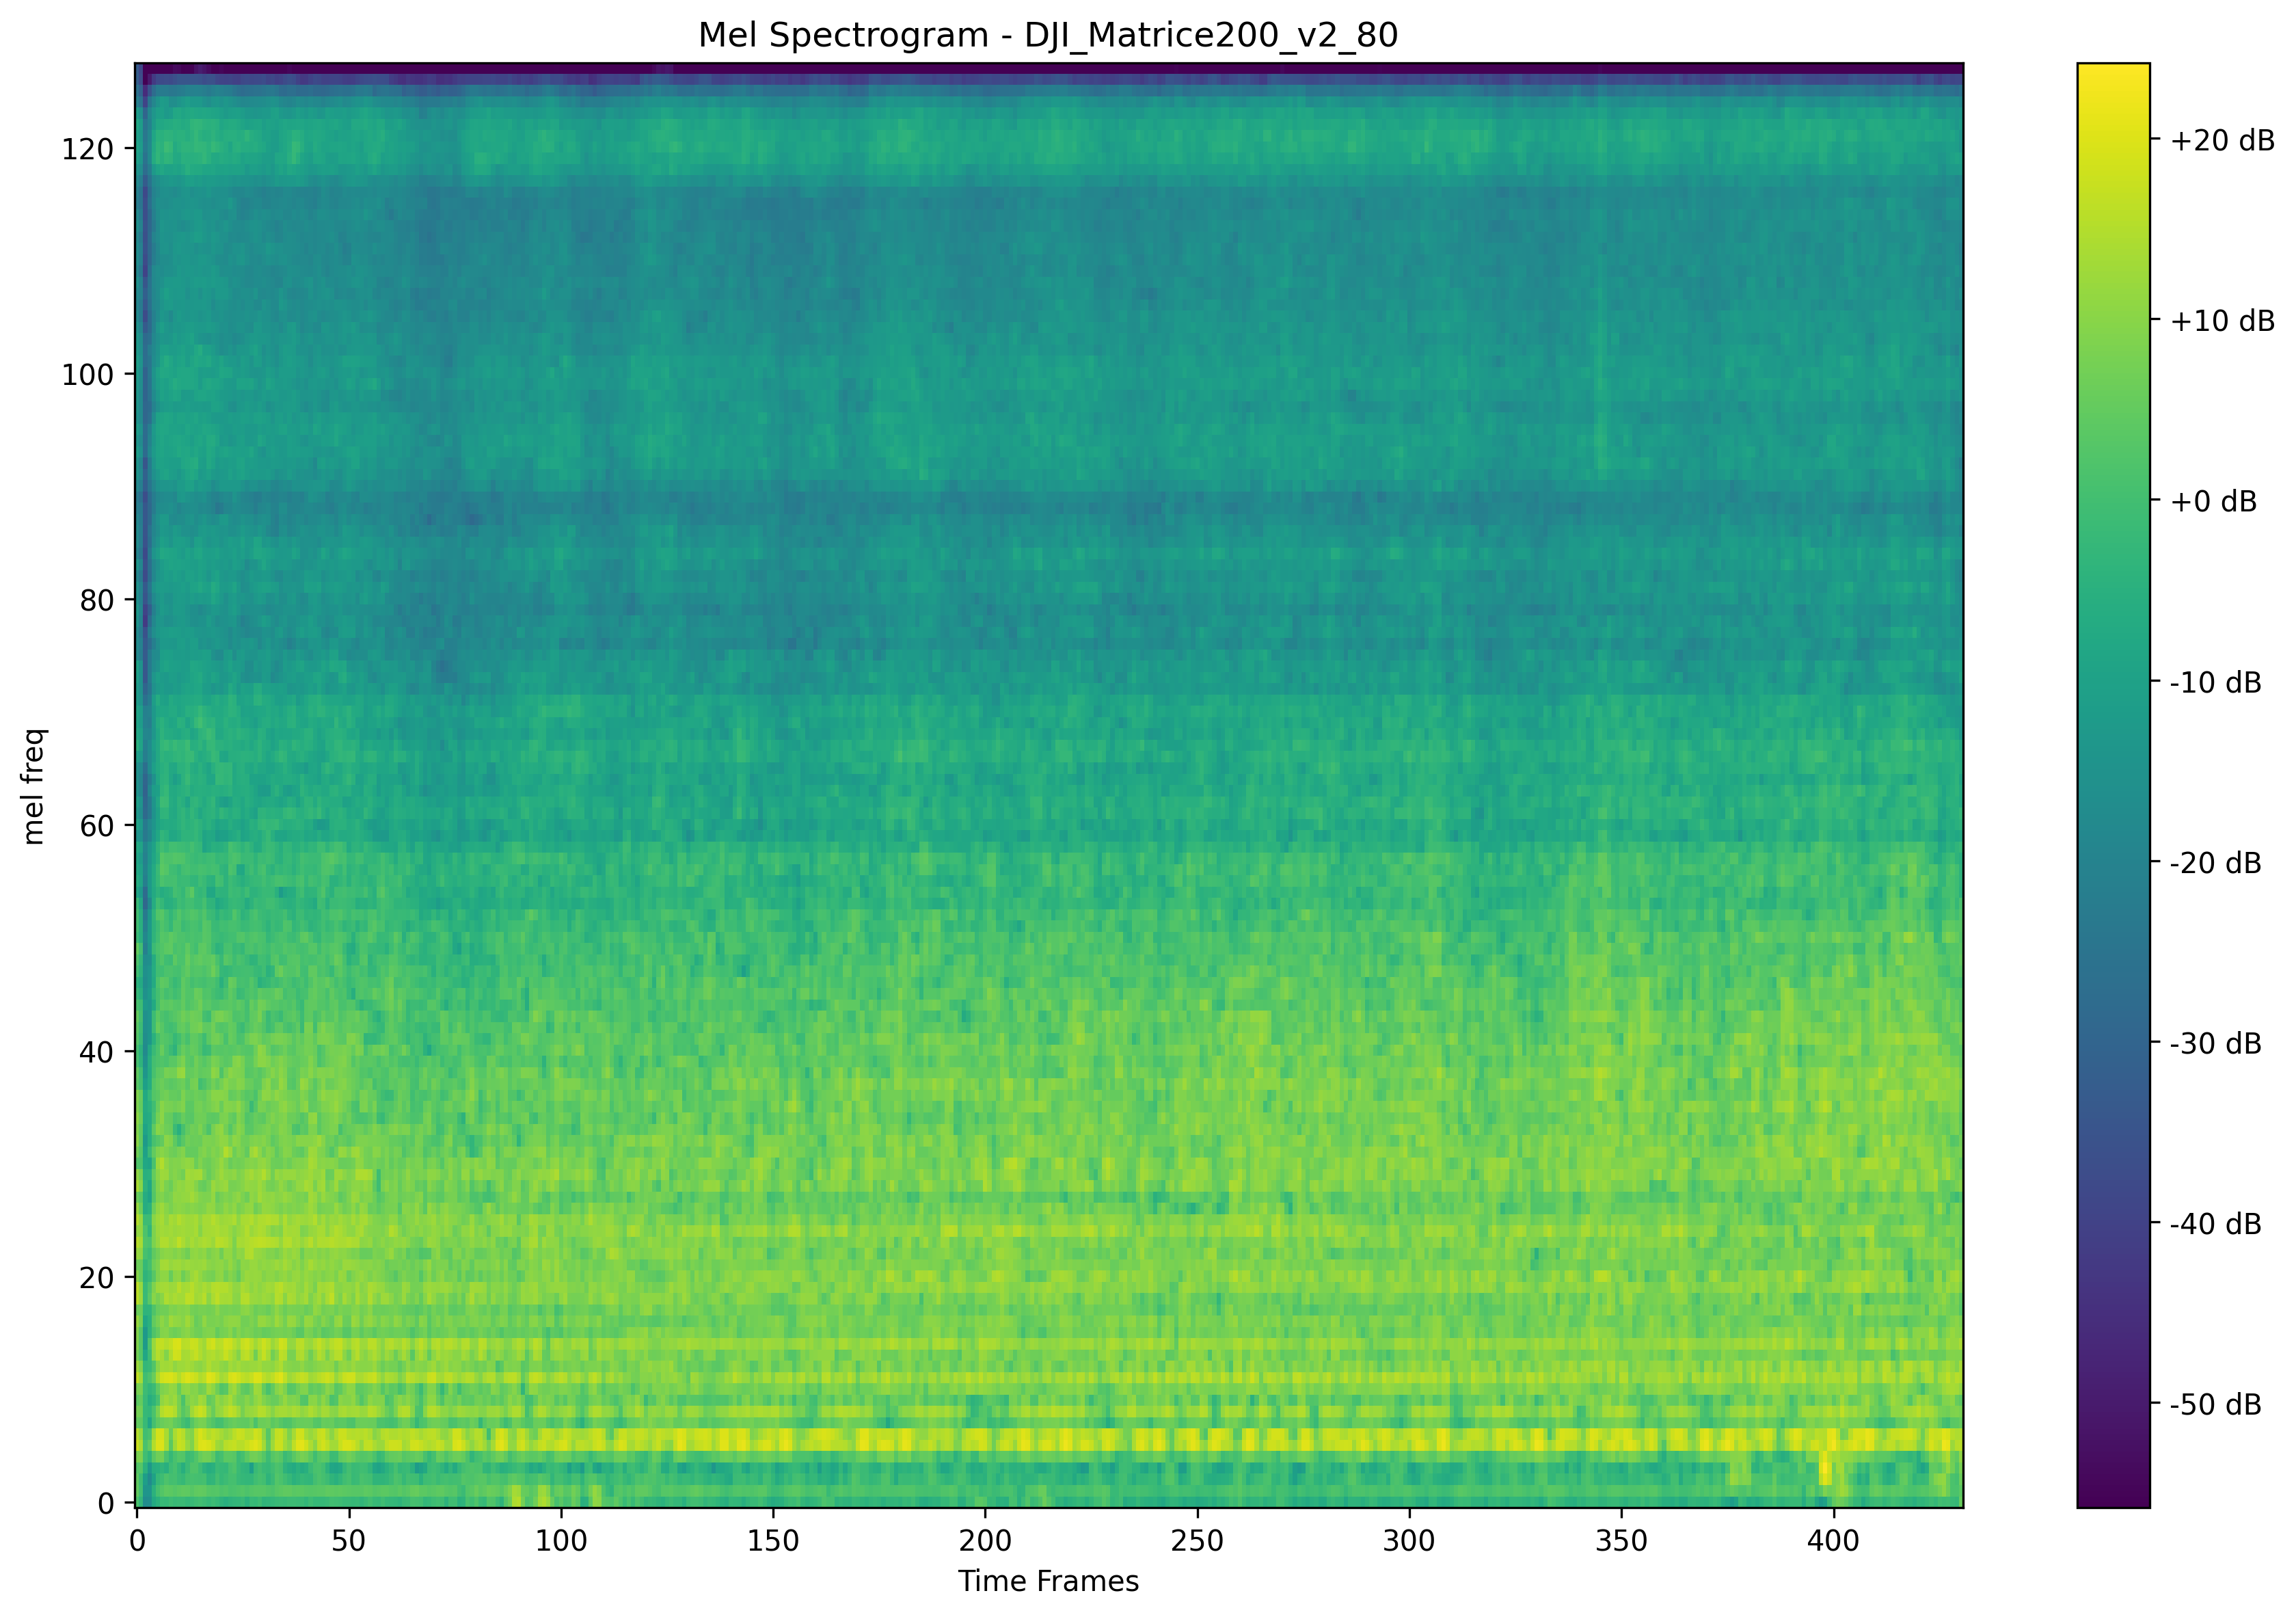 Mel Spectrogram - DJI_Matrice200_v2_80
mel freq
120
100
80
60
40
20
0
0 50 100 150 200 250 300 350 400
Time Frames
+20 dB
+10 dB
+0 dB
-10 dB
-20 dB
-30 dB
-40 dB
-50 dB